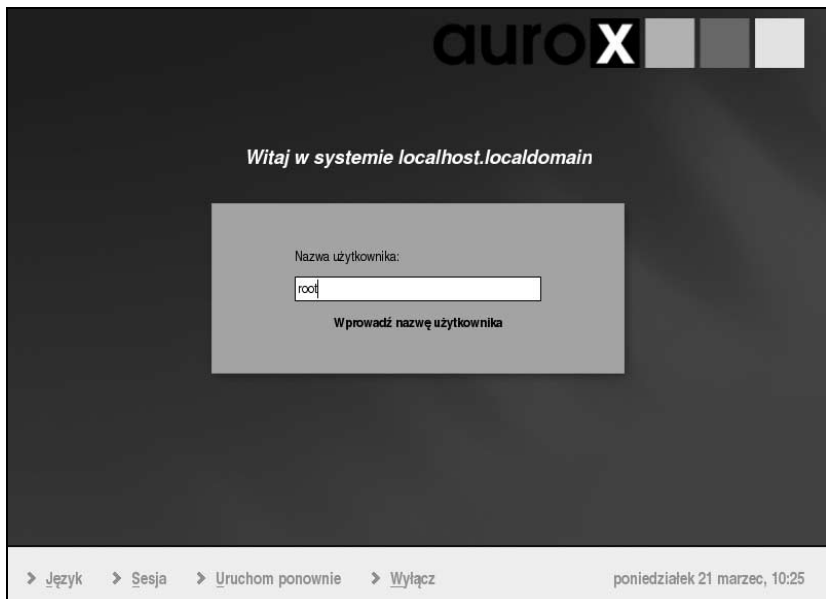 aurox
Witaj w systemie localhost.localdomain
Nazwa użytkownika:
root
Wprowadź nazwę użytkownika
Język Sesja Uruchom ponownie Wyłącz poniedziałek 21 marzec, 10:25